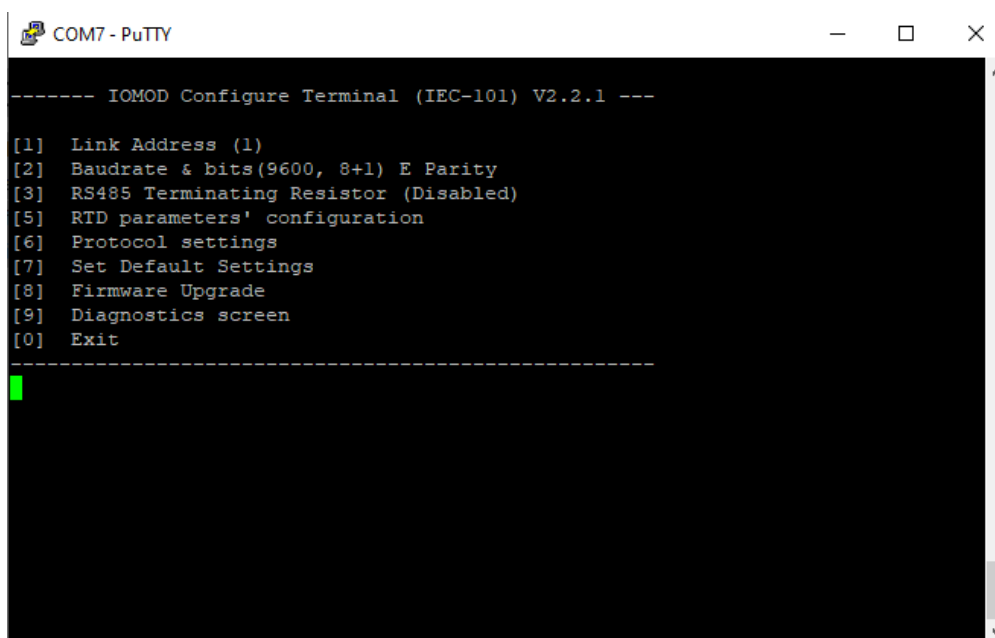 COM7 - PuTTY
------- IOMOD Configure Terminal (IEC-101) V2.2.1 ---
[1]  Link Address (1)
[2]  Baudrate & bits(9600, 8+1) E Parity
[3]  RS485 Terminating Resistor (Disabled)
[5]  RTD parameters' configuration
[6]  Protocol settings
[7]  Set Default Settings
[8]  Firmware Upgrade
[9]  Diagnostics screen
[0]  Exit
-----------------------------------------------------